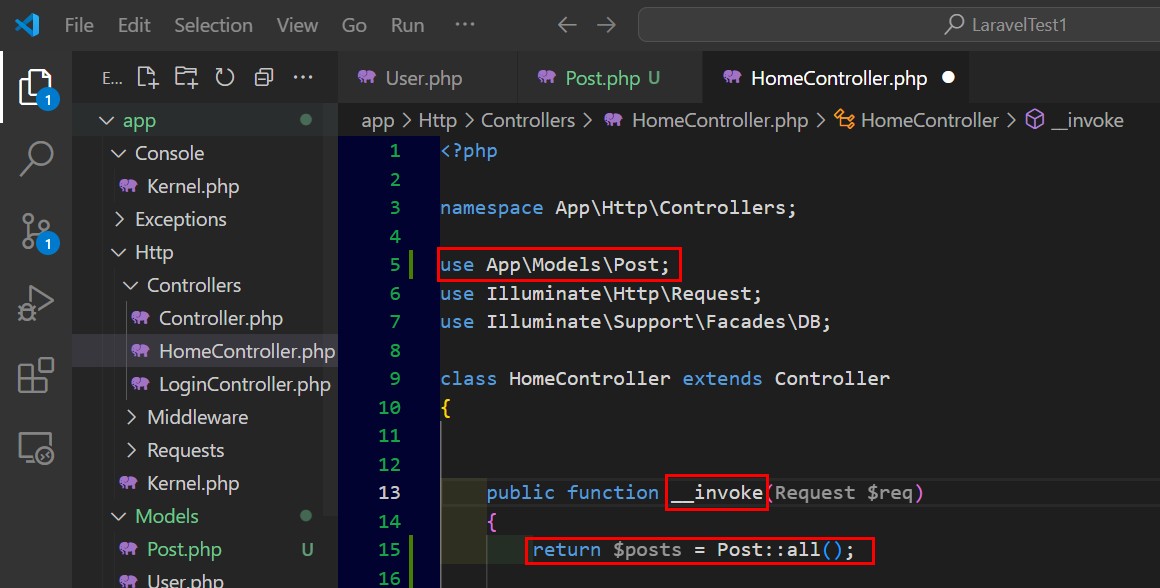 File Edit Selection View Go Run ··· LaravelTest1
E... ···
User.php Post.php U HomeController.php
app > Http > Controllers > HomeController.php > HomeController > __invoke
1
1
app
Console
Kernel.php
Exceptions
Http
Controllers
Controller.php
HomeController.php
LoginController.php
Middleware
Requests
Kernel.php
Models
Post.php U
User.php
1 <?php
2
3 namespace App\Http\Controllers;
4
5 use App\Models\Post;
6 use Illuminate\Http\Request;
7 use Illuminate\Support\Facades\DB;
8
9 class HomeController extends Controller
10 {
11
12
13 public function __invoke(Request $req)
14 {
15 return $posts = Post::all();
16